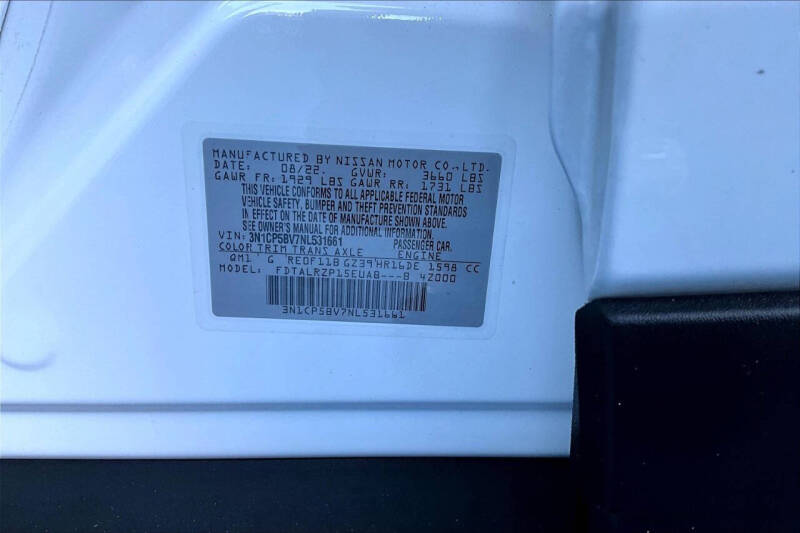 MANUFACTURED BY NISSAN MOTOR CO.,LTD.
DATE: 08/22. GVWR: 3660 LBS
GAWR FR: 1929 LBS GAWR RR: 1731 LBS
THIS VEHICLE CONFORMS TO ALL APPLICABLE FEDERAL MOTOR
VEHICLE SAFETY, BUMPER AND THEFT PREVENTION STANDARDS
IN EFFECT ON THE DATE OF MANUFACTURE SHOWN ABOVE.
SEE OWNER'S MANUAL FOR ADDITIONAL INFORMATION.
VIN: 3N1CP5BV7NL531661 PASSENGER CAR.
COLOR TRIM TRANS AXLE ENGINE
QM1 G RE0F11B GZ39 HR16DE 1598 CC
MODEL: FDTALRZP15EUAB---B 42000
3N1CP5BV7NL531661